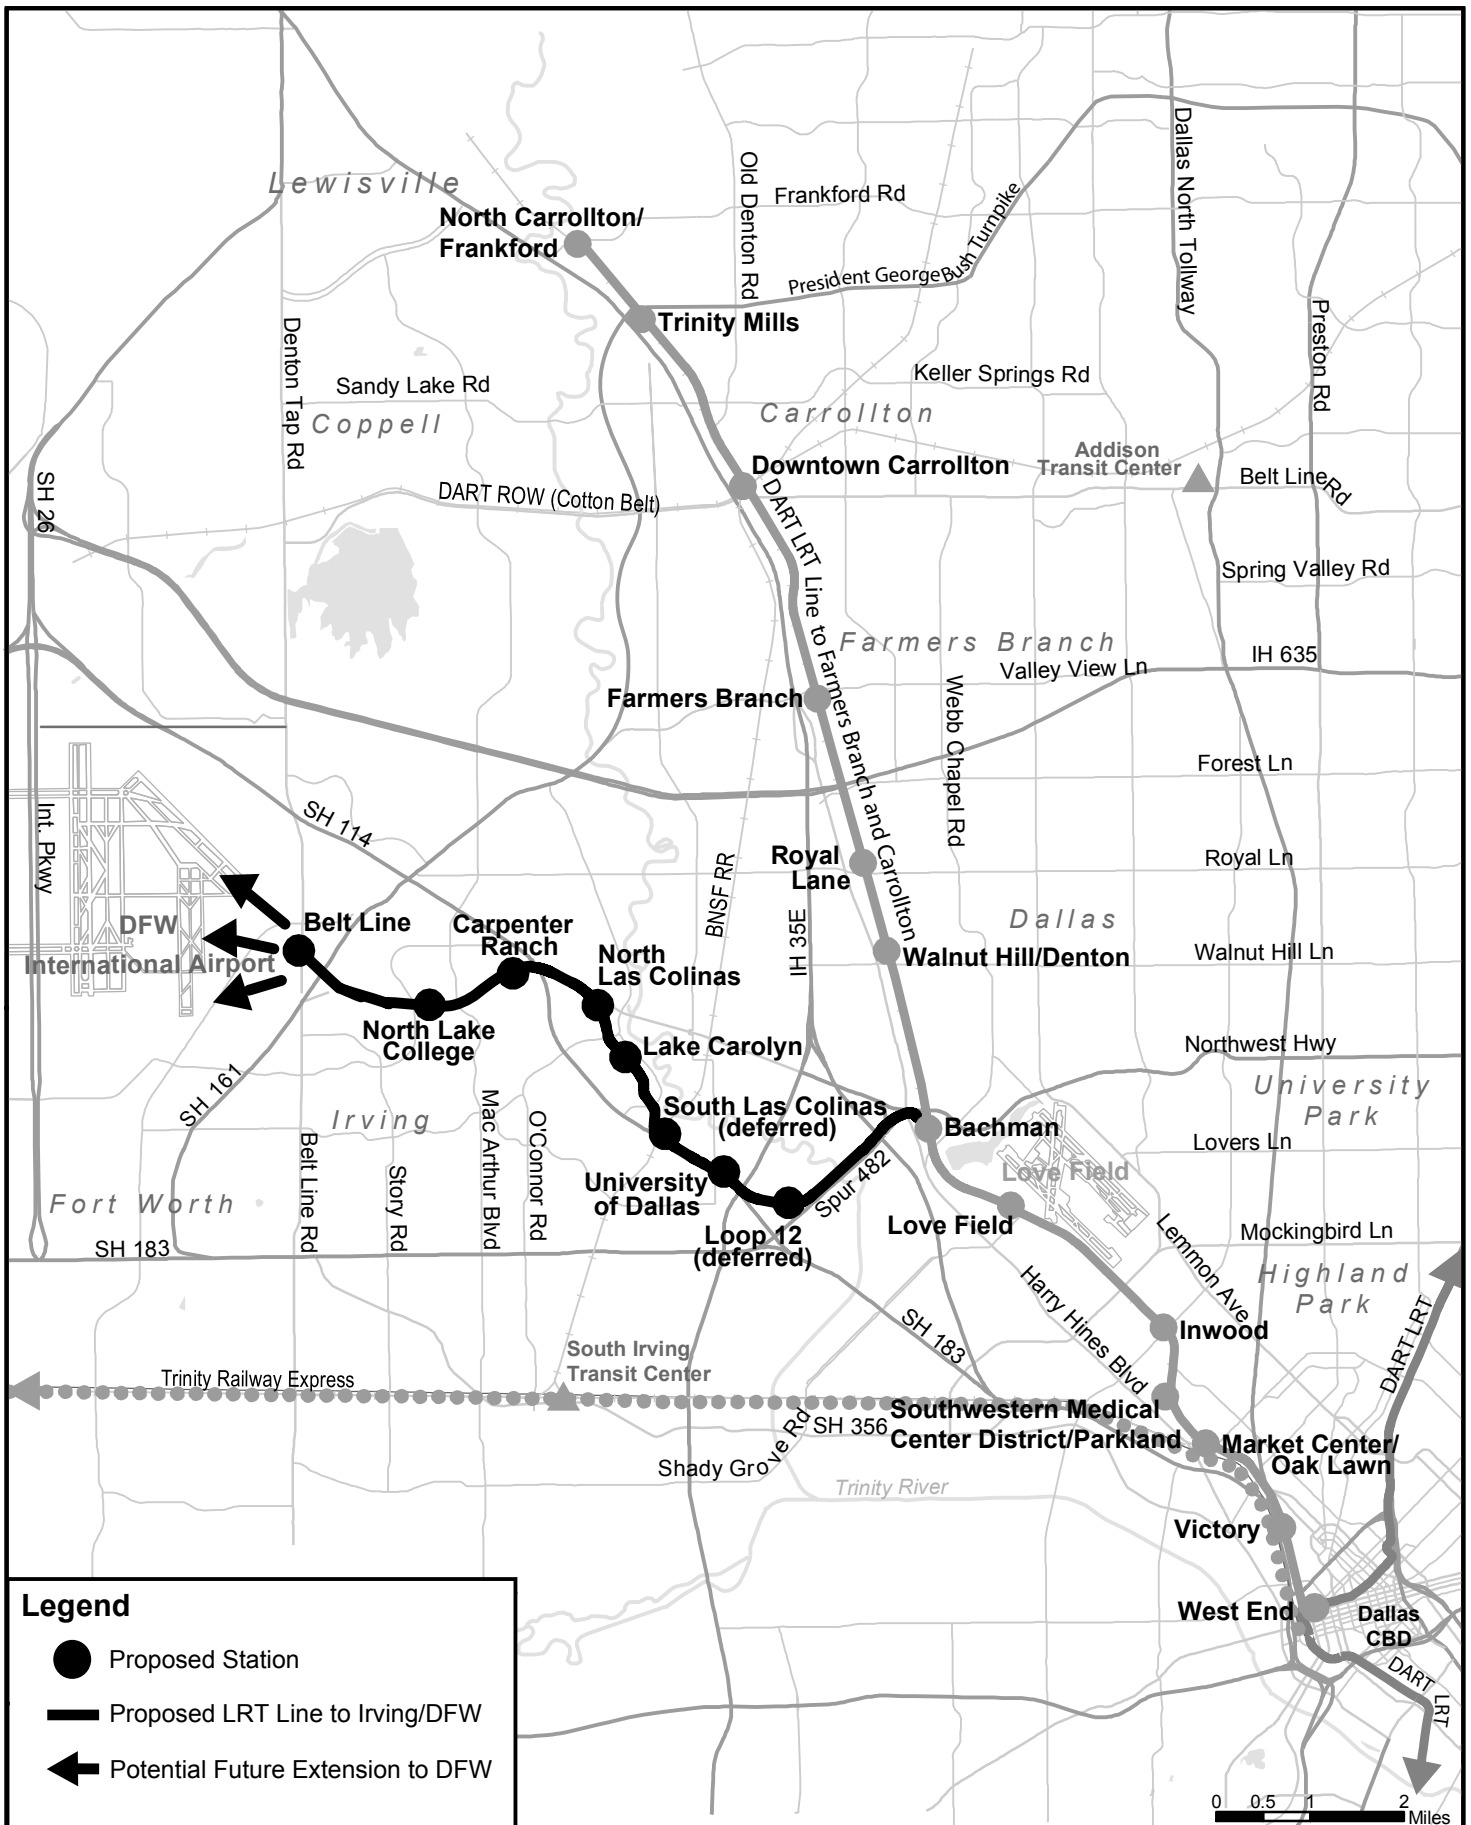 Lewisville
North Carrollton/
Frankford
Old Denton Rd
Frankford Rd
President George Bush Turnpike
Dallas North Tollway
Trinity Mills
Denton Tap Rd
Preston Rd
Sandy Lake Rd
Keller Springs Rd
Coppell
Carrollton
Addison
Transit Center
Downtown Carrollton
Belt Line Rd
SH 26
DART ROW (Cotton Belt)
DART LRT Line to Farmers Branch and Carrollton
Spring Valley Rd
Farmers Branch
IH 635
Valley View Ln
Farmers Branch
Webb Chapel Rd
Forest Ln
Int. Pkwy
SH 114
Royal
Lane
Royal Ln
BNSF RR
IH 35E
DFW
International Airport
Belt Line
Carpenter
Ranch
North
Las Colinas
Dallas
Walnut Hill/Denton
Walnut Hill Ln
North Lake
College
Lake Carolyn
Northwest Hwy
SH 161
Irving
University
Park
South Las Colinas
(deferred)
Bachman
Lovers Ln
Belt Line Rd
Story Rd
Mac Arthur Blvd
O'Connor Rd
Love Field
University
of Dallas
Spur 482
Fort Worth
Loop 12
(deferred)
Love Field
SH 183
Lemmon Ave
Mockingbird Ln
Highland
Park
Harry Hines Blvd
SH 183
Inwood
DART LRT
South Irving
Transit Center
Trinity Railway Express
Southwestern Medical
Center District/Parkland
SH 356
Shady Grove Rd
Market Center/
Oak Lawn
Trinity River
Victory
West End
Dallas
CBD
DART LRT
Legend
Proposed Station
Proposed LRT Line to Irving/DFW
Potential Future Extension to DFW
0 0.5 1 2
Miles